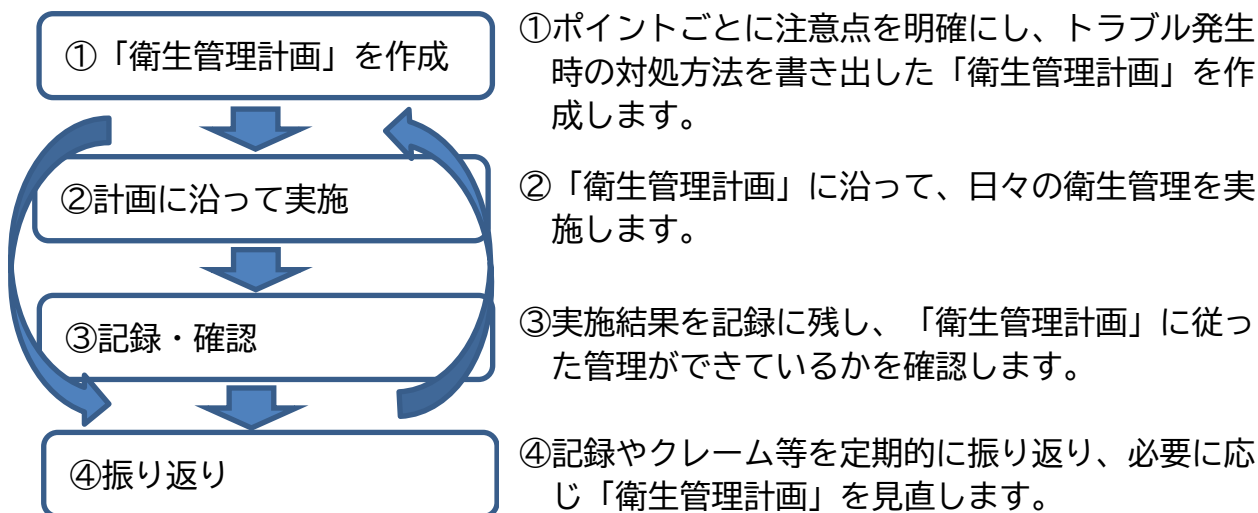 ①「衛生管理計画」を作成
①ポイントごとに注意点を明確にし、トラブル発生
時の対処方法を書き出した「衛生管理計画」を作
成します。
②計画に沿って実施
②「衛生管理計画」に沿って、日々の衛生管理を実
施します。
③記録・確認
③実施結果を記録に残し、「衛生管理計画」に従っ
た管理ができているかを確認します。
④振り返り
④記録やクレーム等を定期的に振り返り、必要に応
じ「衛生管理計画」を見直します。